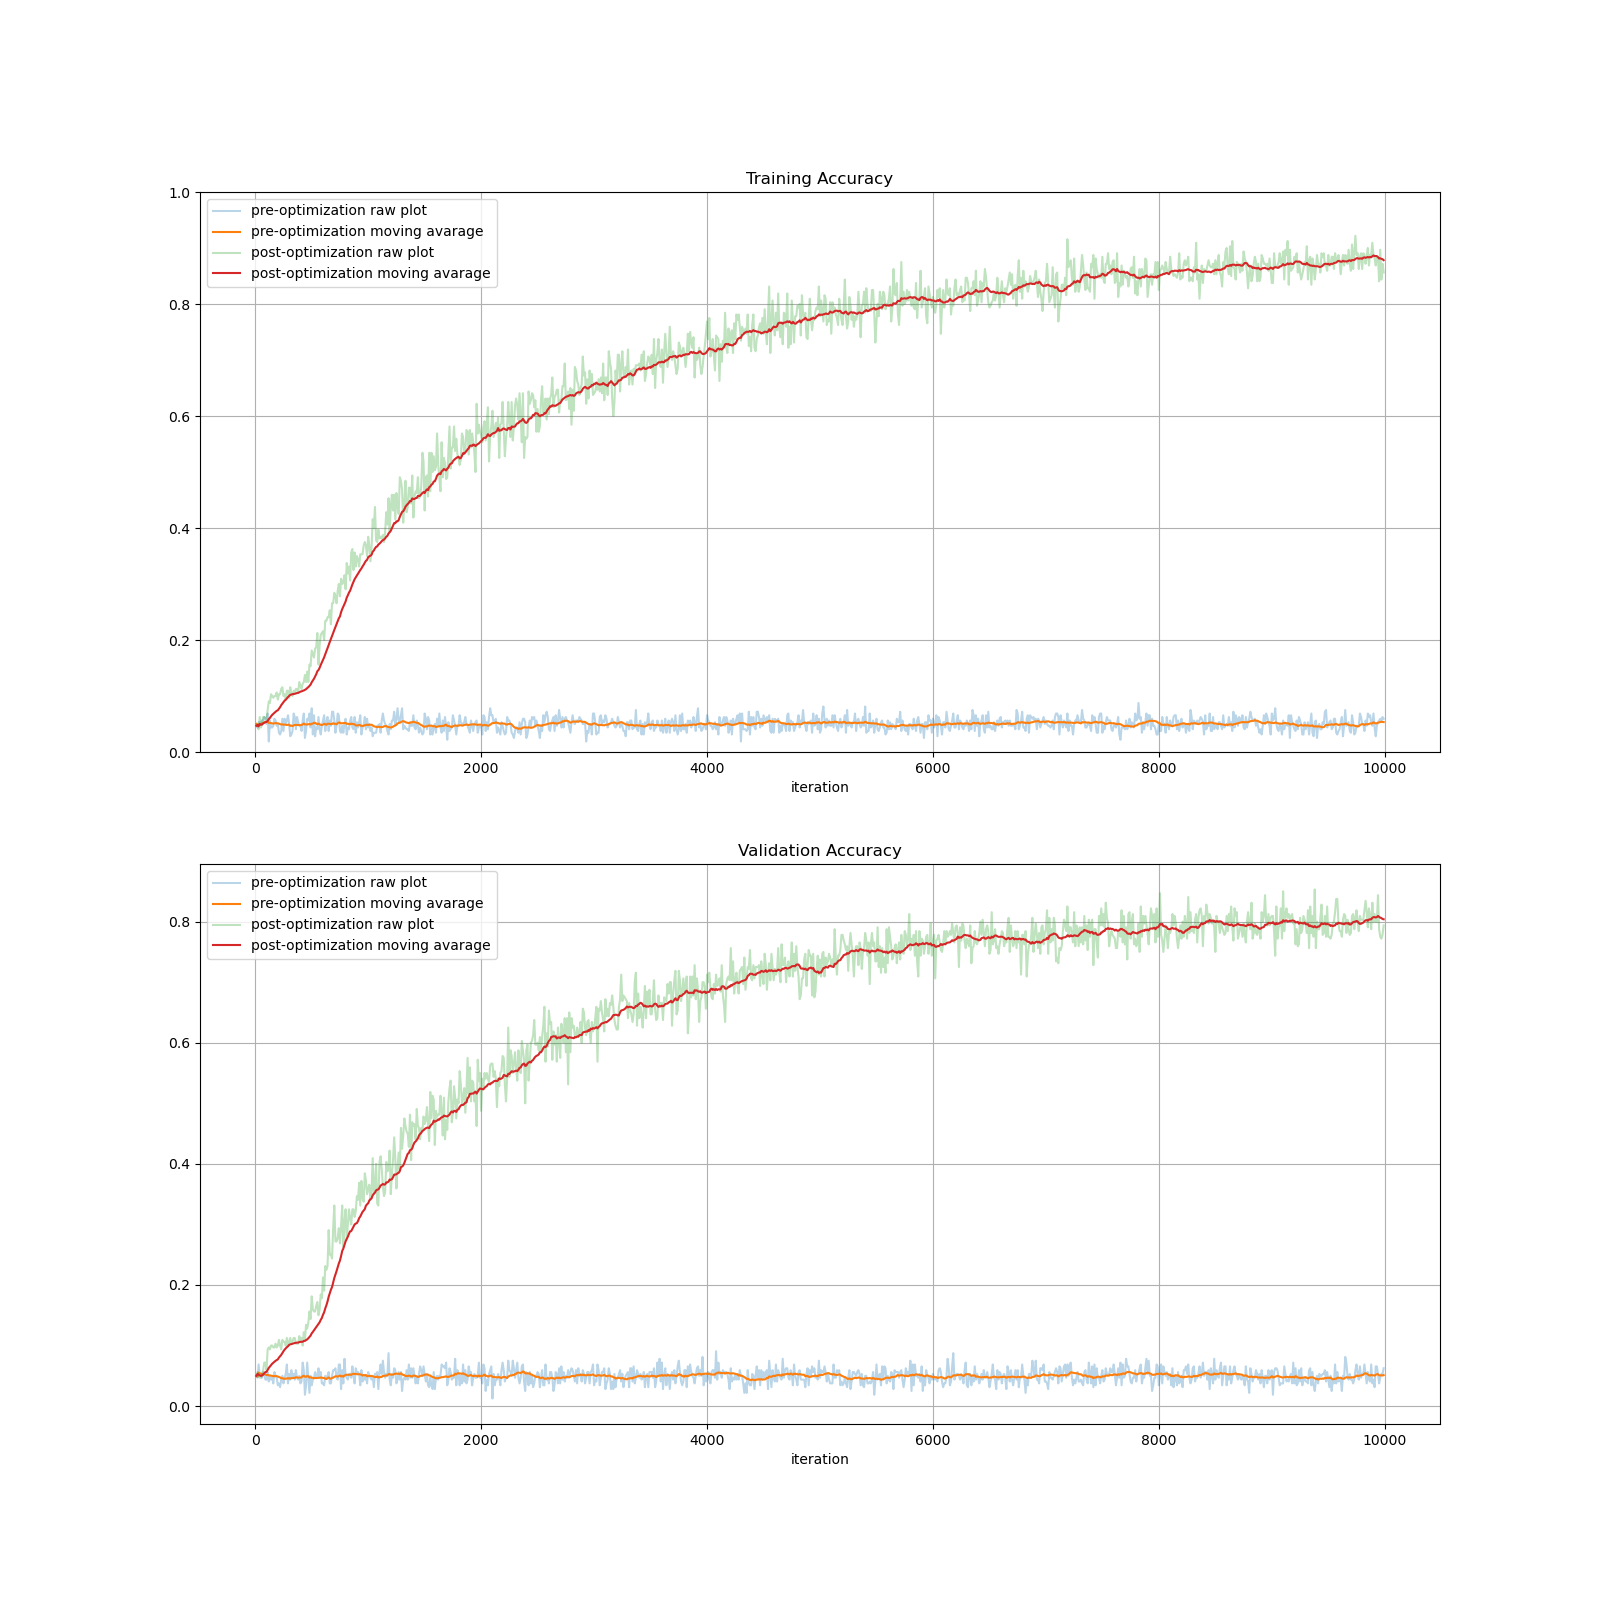 Training Accuracy
1.0
0.8
0.6
0.4
0.2
0.0
pre-optimization raw plot
pre-optimization moving avarage
post-optimization raw plot
post-optimization moving avarage
0 2000 4000 6000 8000 10000
iteration
Validation Accuracy
0.8
0.6
0.4
0.2
0.0
pre-optimization raw plot
pre-optimization moving avarage
post-optimization raw plot
post-optimization moving avarage
0 2000 4000 6000 8000 10000
iteration